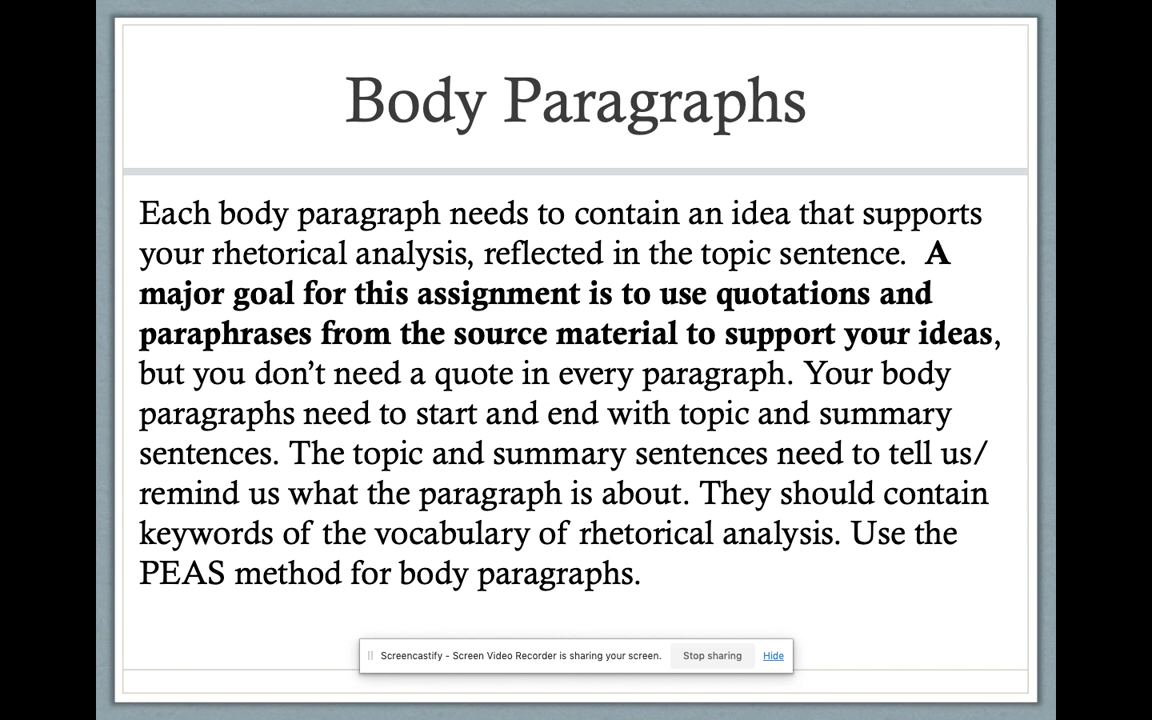 Body Paragraphs
Each body paragraph needs to contain an idea that supports
your rhetorical analysis, reflected in the topic sentence.  A
major goal for this assignment is to use quotations and
paraphrases from the source material to support your ideas,
but you don’t need a quote in every paragraph. Your body
paragraphs need to start and end with topic and summary
sentences. The topic and summary sentences need to tell us/
remind us what the paragraph is about. They should contain
keywords of the vocabulary of rhetorical analysis. Use the
PEAS method for body paragraphs.
Screencastify - Screen Video Recorder is sharing your screen. Stop sharing Hide